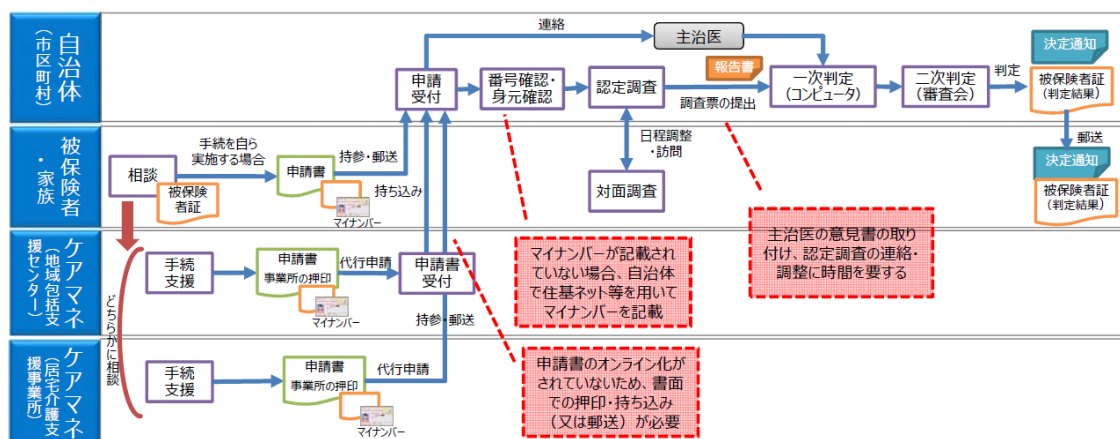 自治体
（市区町村）
連絡
主治医
申請
受付
番号確認・
身元確認
認定調査
報告書
調査票の提出
一次判定
（コンピュータ）
二次判定
（審査会）
判定
決定通知
被保険者証
（判定結果）
被保険者
・家族
相談
被保険
者証
手続を自ら
実施する場合
申請書
マイナンバー
持参・郵送
持ち込み
日程調整
・訪問
対面調査
郵送
決定通知
被保険者証
（判定結果）
マイナンバーが記載され
ていない場合、自治体
で住基ネット等を用いて
マイナンバーを記載
主治医の意見書の取り
付け、認定調査の連絡・
調整に時間を要する
ケアマネ
（地域包括支
援センター）
どちらかに相談
手続
支援
申請書
事業所の押印
マイナンバー
代行申請
申請書
受付
持参・郵送
ケアマネ
（居宅介護支
援事業所）
手続
支援
申請書
事業所の押印
マイナンバー
代行申請
申請書のオンライン化が
されていないため、書面
での押印・持ち込み
（又は郵送）が必要